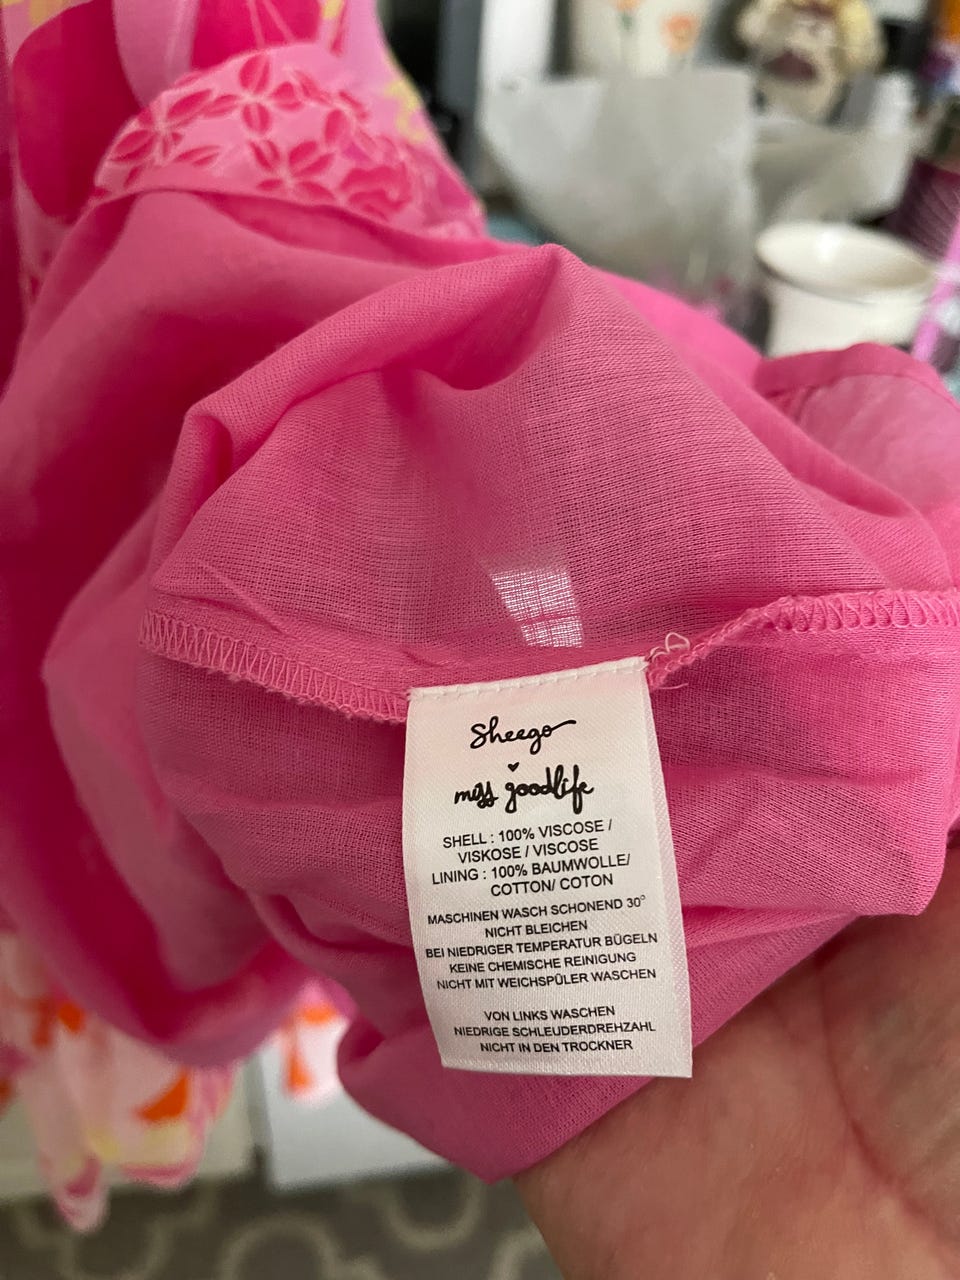 Sheego
miss goodlife
SHELL : 100% VISCOSE /
VISKOSE / VISCOSE
LINING : 100% BAUMWOLLE/
COTTON/ COTON
MASCHINEN WASCH SCHONEND 30°
NICHT BLEICHEN
BEI NIEDRIGER TEMPERATUR BÜGELN
KEINE CHEMISCHE REINIGUNG
NICHT MIT WEICHSPÜLER WASCHEN
VON LINKS WASCHEN
NIEDRIGE SCHLEUDERDREHZAHL
NICHT IN DEN TROCKNER